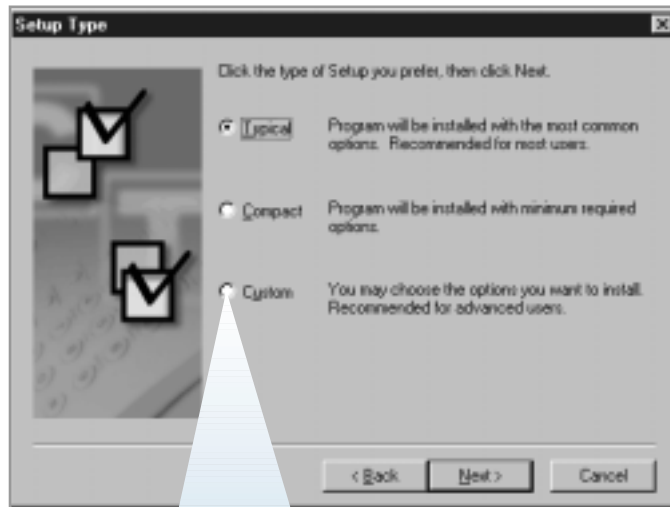 Setup Type
Click the type of Setup you prefer, then click Next.
Typical
Program will be installed with the most common
options. Recommended for most users.
Compact
Program will be installed with minimum required
options.
Custom
You may choose the options you want to install.
Recommended for advanced users.
< Back
Next >
Cancel